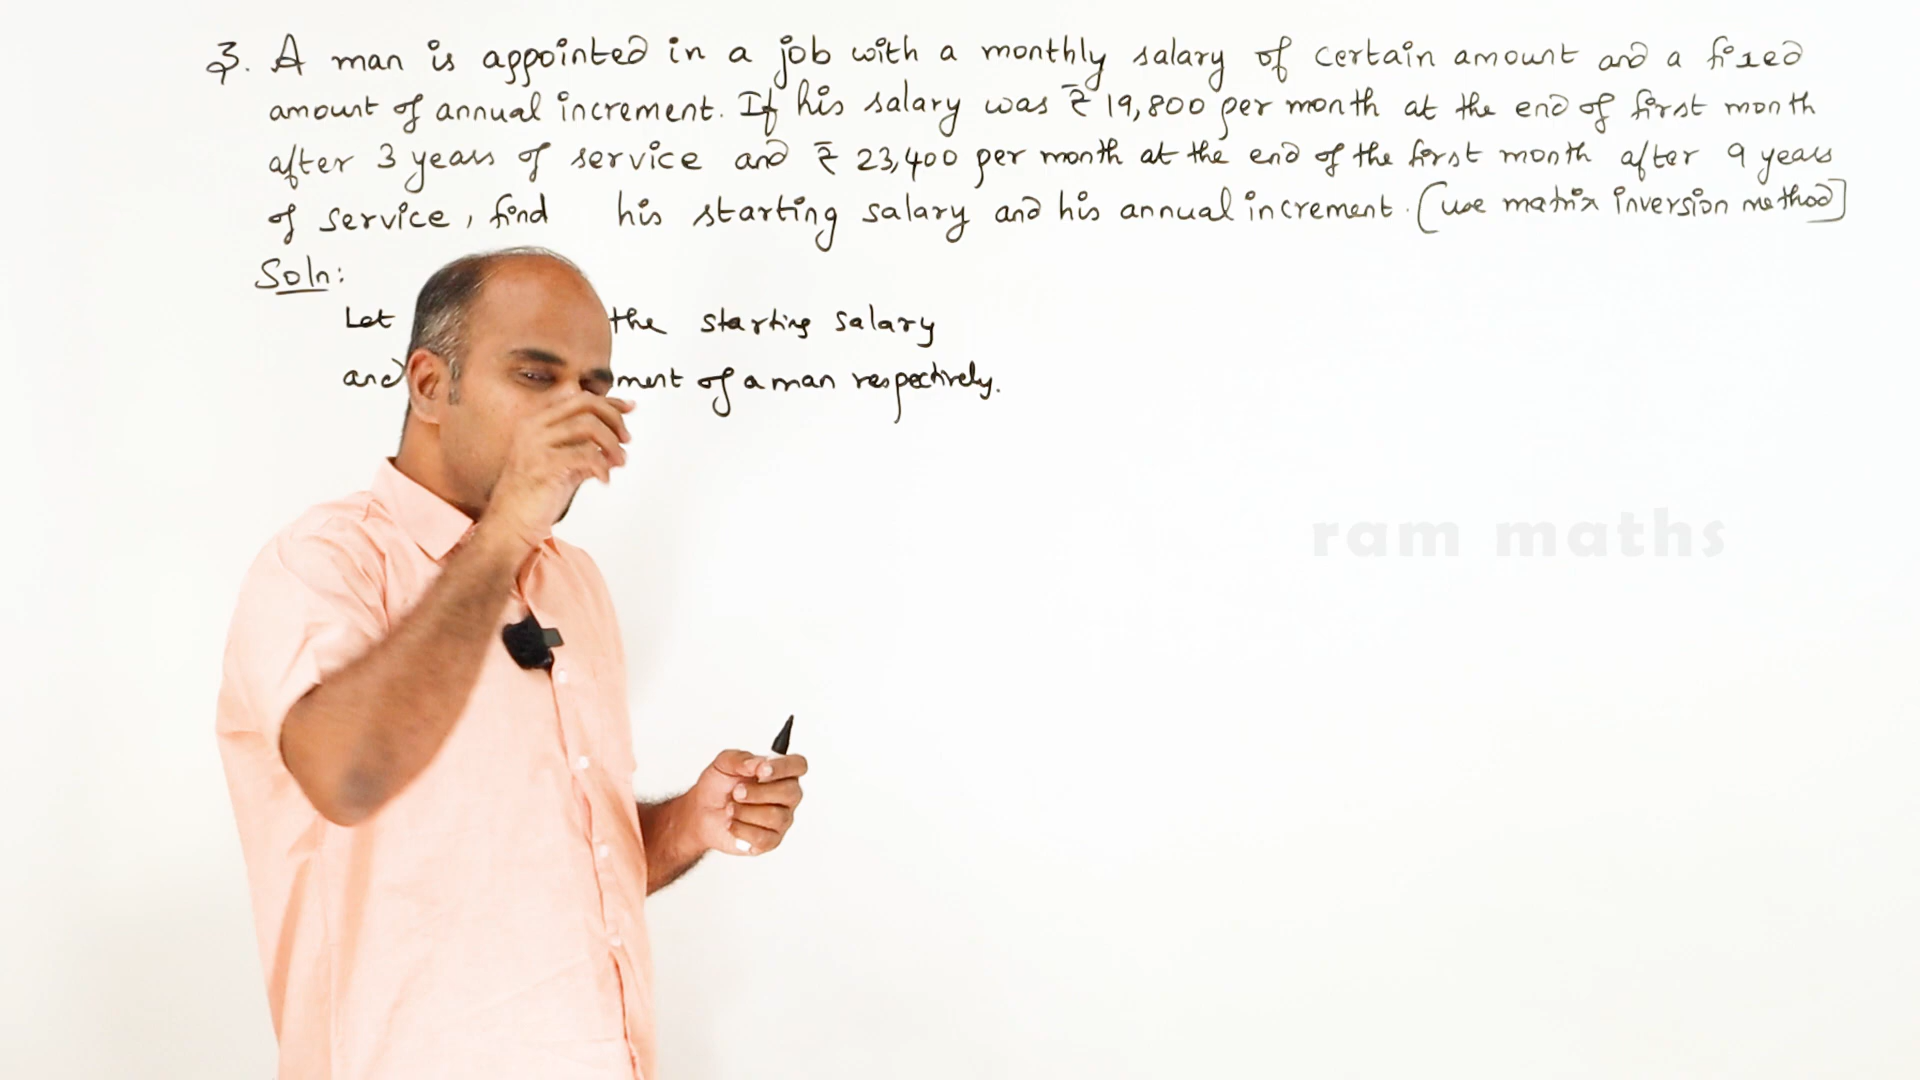 3. A man is appointed in a job with a monthly salary of certain amount and a fixed
amount of annual increment. If his salary was ₹ 19,800 per month at the end of first month
after 3 years of service and ₹ 23,400 per month at the end of the first month after 9 years
of service, find his starting salary and his annual increment. (use matrix inversion method]
Soln:
Let the starting salary
and ment of a man respectively.
ram maths